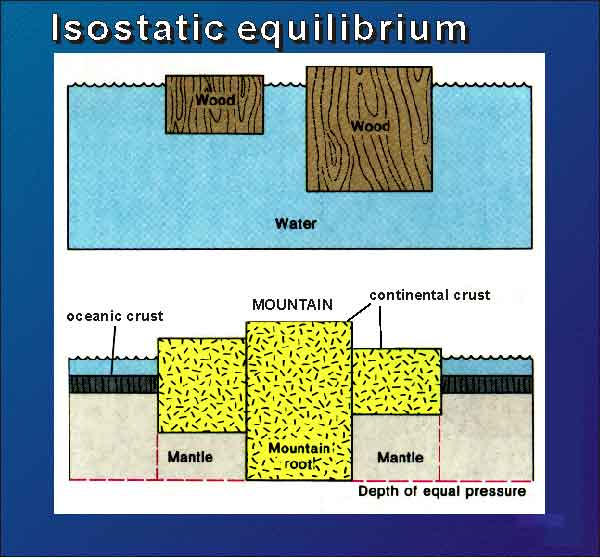 Isostatic equilibrium
Wood
Wood
Water
oceanic crust
MOUNTAIN
continental crust
Mantle
Mountain
root
Mantle
Depth of equal pressure